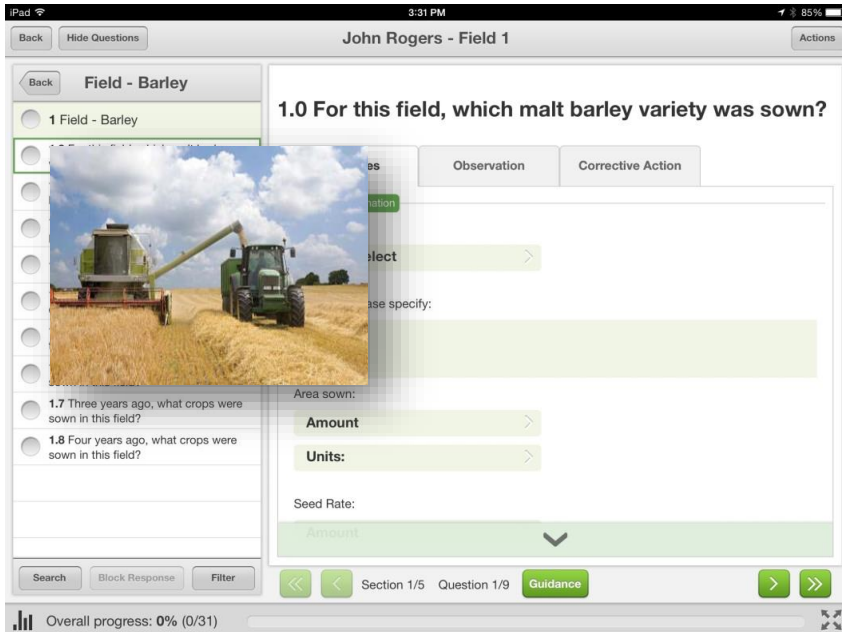 iPad
3:31 PM
85%
Back
Hide Questions
John Rogers - Field 1
Actions
Back
Field - Barley
1 Field - Barley
1.7 Three years ago, what crops were
sown in this field?
1.8 Four years ago, what crops were
sown in this field?
Search
Block Response
Filter
1.0 For this field, which malt barley variety was sown?
Observation
Corrective Action
specify:
Area sown:
Amount
Units:
Seed Rate:
Amount
Section 1/5
Question 1/9
Guidance
Overall progress: 0% (0/31)